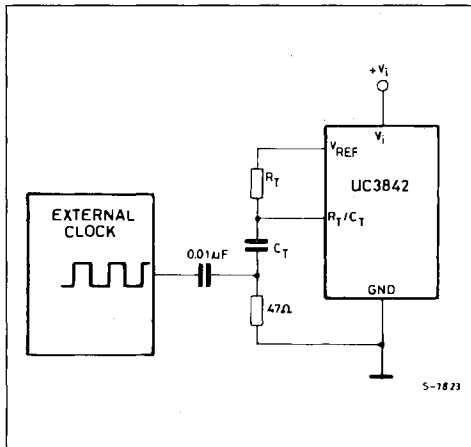 +Vi
Vi
VREF
RT
UC3842
EXTERNAL
CLOCK
RT/CT
0.01µF
CT
GND
47Ω
S-7823